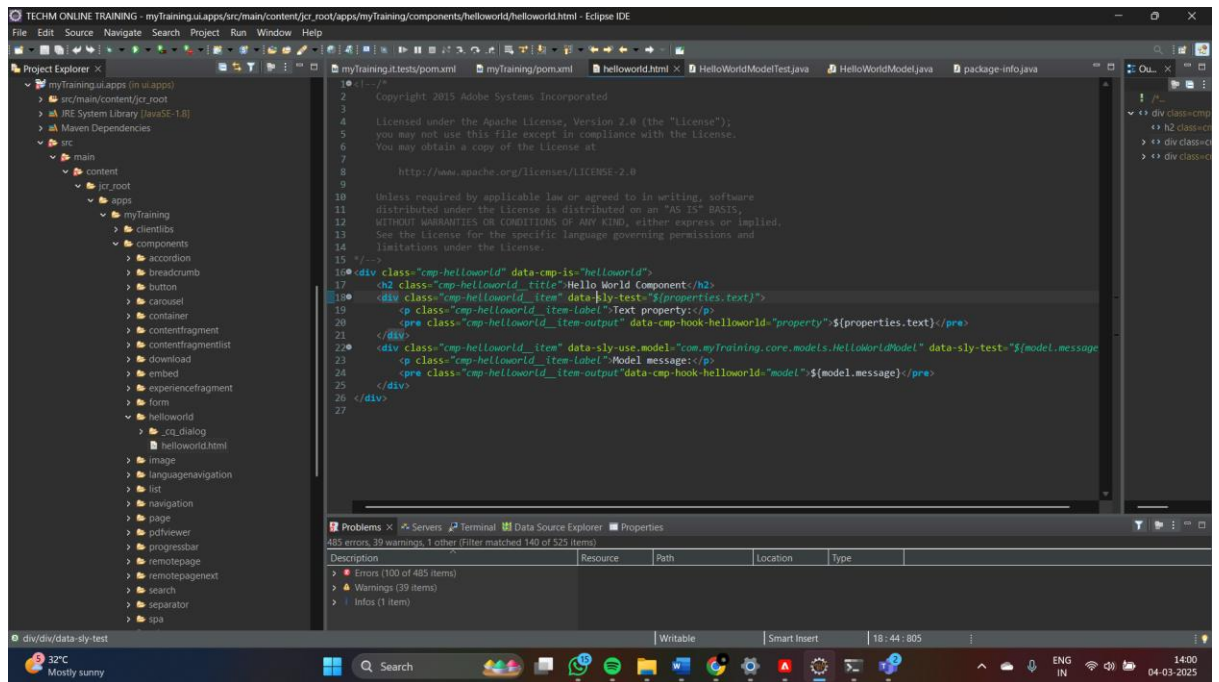 TECHM ONLINE TRAINING - myTraining.ui.apps/src/main/content/jcr_root/apps/myTraining/components/helloworld/helloworld.html - Eclipse IDE
File Edit Source Navigate Search Project Run Window Help
Project Explorer
myTraining.it.tests/pom.xml myTraining/pom.xml helloworld.html HelloWorldModelTest.java HelloWorldModel.java package-info.java
Ou...
myTraining.ui.apps (in ui.apps)
src/main/content/jcr_root
JRE System Library [JavaSE-1.8]
Maven Dependencies
src
main
content
jcr_root
apps
myTraining
clientlibs
components
accordion
breadcrumb
button
carousel
container
contentfragment
contentfragmentlist
download
embed
experiencefragment
form
helloworld
_cq_dialog
helloworld.html
image
languagenavigation
list
navigation
page
pdfviewer
progressbar
remotepage
remotepagenext
search
separator
spa
1 <!--/*
2 Copyright 2015 Adobe Systems Incorporated
3
4 Licensed under the Apache License, Version 2.0 (the "License");
5 you may not use this file except in compliance with the License.
6 You may obtain a copy of the License at
7
8 http://www.apache.org/licenses/LICENSE-2.0
9
10 Unless required by applicable law or agreed to in writing, software
11 distributed under the License is distributed on an "AS IS" BASIS,
12 WITHOUT WARRANTIES OR CONDITIONS OF ANY KIND, either express or implied.
13 See the License for the specific language governing permissions and
14 limitations under the License.
15 */-->
16 <div class="cmp-helloworld" data-cmp-is="helloworld">
17 <h2 class="cmp-helloworld__title">Hello World Component</h2>
18 <div class="cmp-helloworld__item" data-sly-test="${properties.text}">
19 <p class="cmp-helloworld__item-label">Text property:</p>
20 <pre class="cmp-helloworld__item-output" data-cmp-hook-helloworld="property">${properties.text}</pre>
21 </div>
22 <div class="cmp-helloworld__item" data-sly-use.model="com.myTraining.core.models.HelloWorldModel" data-sly-test="${model.message
23 <p class="cmp-helloworld__item-label">Model message:</p>
24 <pre class="cmp-helloworld__item-output"data-cmp-hook-helloworld="model">${model.message}</pre>
25 </div>
26 </div>
27
/*...
div class=cmp
h2 class=c
div class=c
div class=c
Problems Servers Terminal Data Source Explorer Properties
485 errors, 39 warnings, 1 other (Filter matched 140 of 525 items)
Description Resource Path Location Type
Errors (100 of 485 items)
Warnings (39 items)
Infos (1 item)
div/div/data-sly-test Writable Smart Insert 18 : 44 : 805
5
32°C
Mostly sunny
Search
15
2
ENG
IN
14:00
04-03-2025